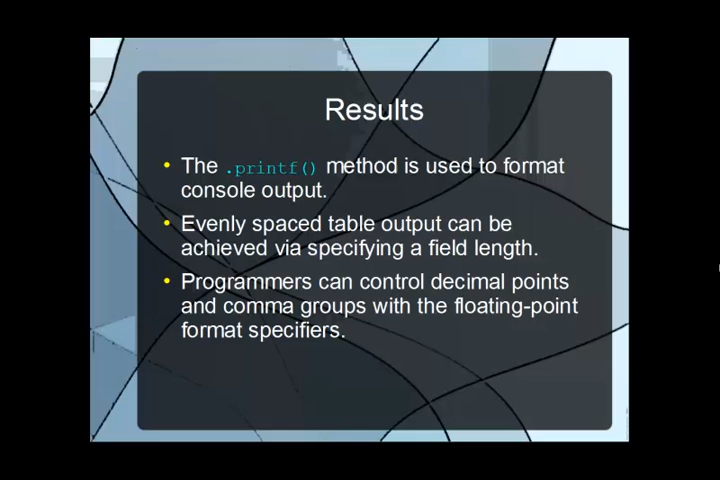 Results
• The .printf() method is used to format
console output.
• Evenly spaced table output can be
achieved via specifying a field length.
• Programmers can control decimal points
and comma groups with the floating-point
format specifiers.